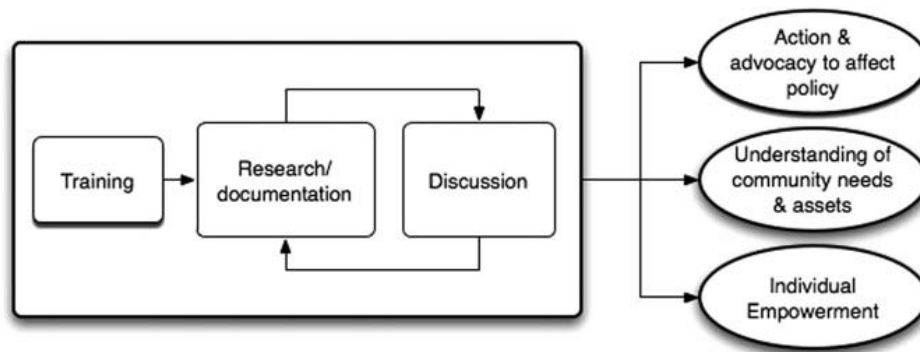 Training
Research/
documentation
Discussion
Action &
advocacy to affect
policy
Understanding of
community needs
& assets
Individual
Empowerment